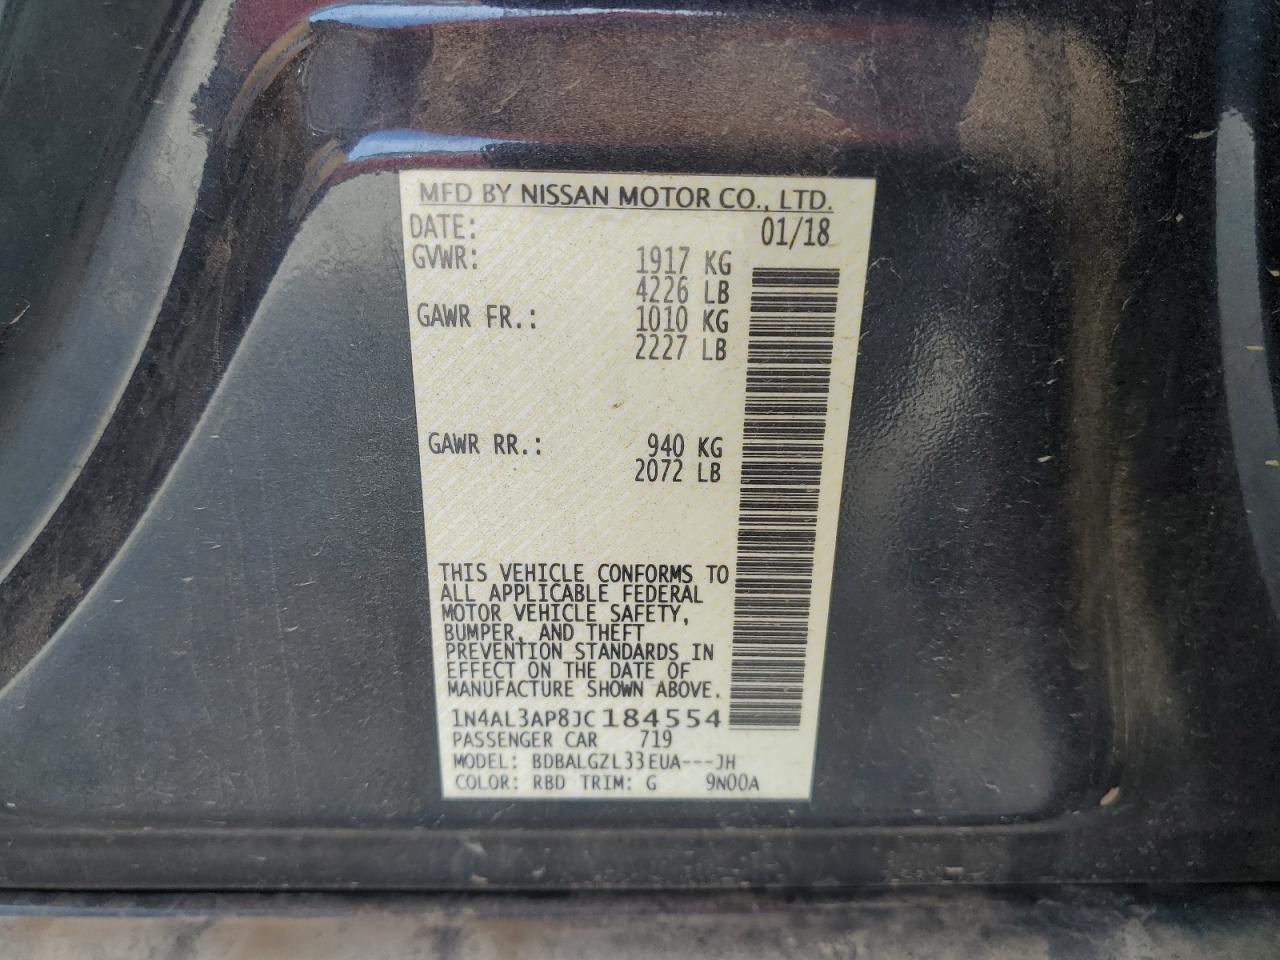 MFD BY NISSAN MOTOR CO., LTD.
DATE: 01/18
GVWR: 1917 KG
4226 LB
GAWR FR.: 1010 KG
2227 LB
GAWR RR.: 940 KG
2072 LB
THIS VEHICLE CONFORMS TO
ALL APPLICABLE FEDERAL
MOTOR VEHICLE SAFETY,
BUMPER, AND THEFT
PREVENTION STANDARDS IN
EFFECT ON THE DATE OF
MANUFACTURE SHOWN ABOVE.
1N4AL3AP8JC184554
PASSENGER CAR 719
MODEL: BDBALGZL33EUA---JH
COLOR: RBD TRIM: G 9N00A